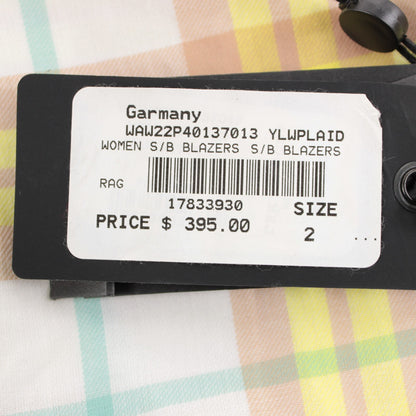 Garmany
WAW22P40137013 YLWPLAID
WOMEN S/B BLAZERS S/B BLAZERS
RAG
17833930
SIZE
PRICE $ 395.00
2 ...